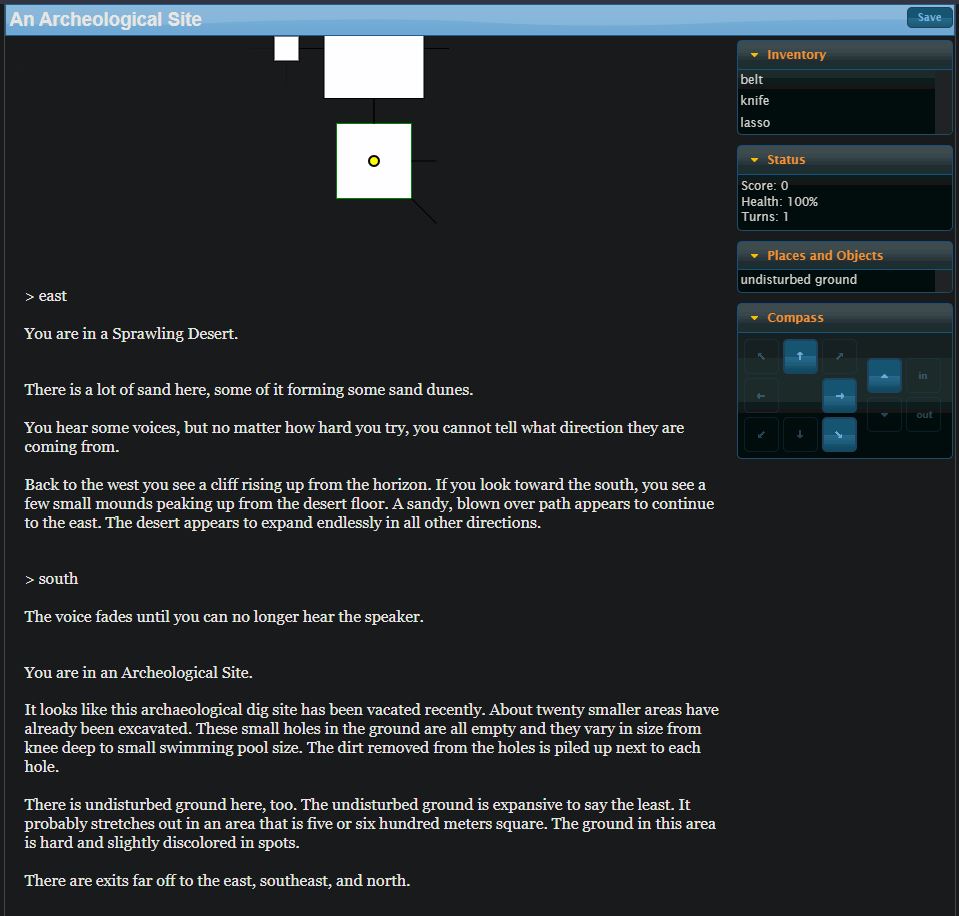 An Archeological Site
Save
Inventory
belt
knife
lasso
Status
Score: 0
Health: 100%
Turns: 1
Places and Objects
undisturbed ground
Compass
in
out
> east
You are in a Sprawling Desert.
There is a lot of sand here, some of it forming some sand dunes.
You hear some voices, but no matter how hard you try, you cannot tell what direction they are
coming from.
Back to the west you see a cliff rising up from the horizon. If you look toward the south, you see a
few small mounds peaking up from the desert floor. A sandy, blown over path appears to continue
to the east. The desert appears to expand endlessly in all other directions.
> south
The voice fades until you can no longer hear the speaker.
You are in an Archeological Site.
It looks like this archaeological dig site has been vacated recently. About twenty smaller areas have
already been excavated. These small holes in the ground are all empty and they vary in size from
knee deep to small swimming pool size. The dirt removed from the holes is piled up next to each
hole.
There is undisturbed ground here, too. The undisturbed ground is expansive to say the least. It
probably stretches out in an area that is five or six hundred meters square. The ground in this area
is hard and slightly discolored in spots.
There are exits far off to the east, southeast, and north.